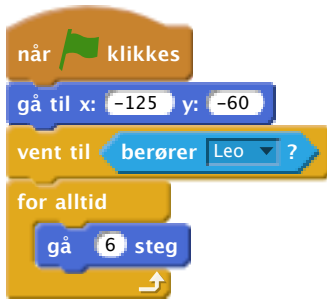 når klikkes
gå til x: -125 y: -60
vent til berører Leo ?
for alltid
gå 6 steg